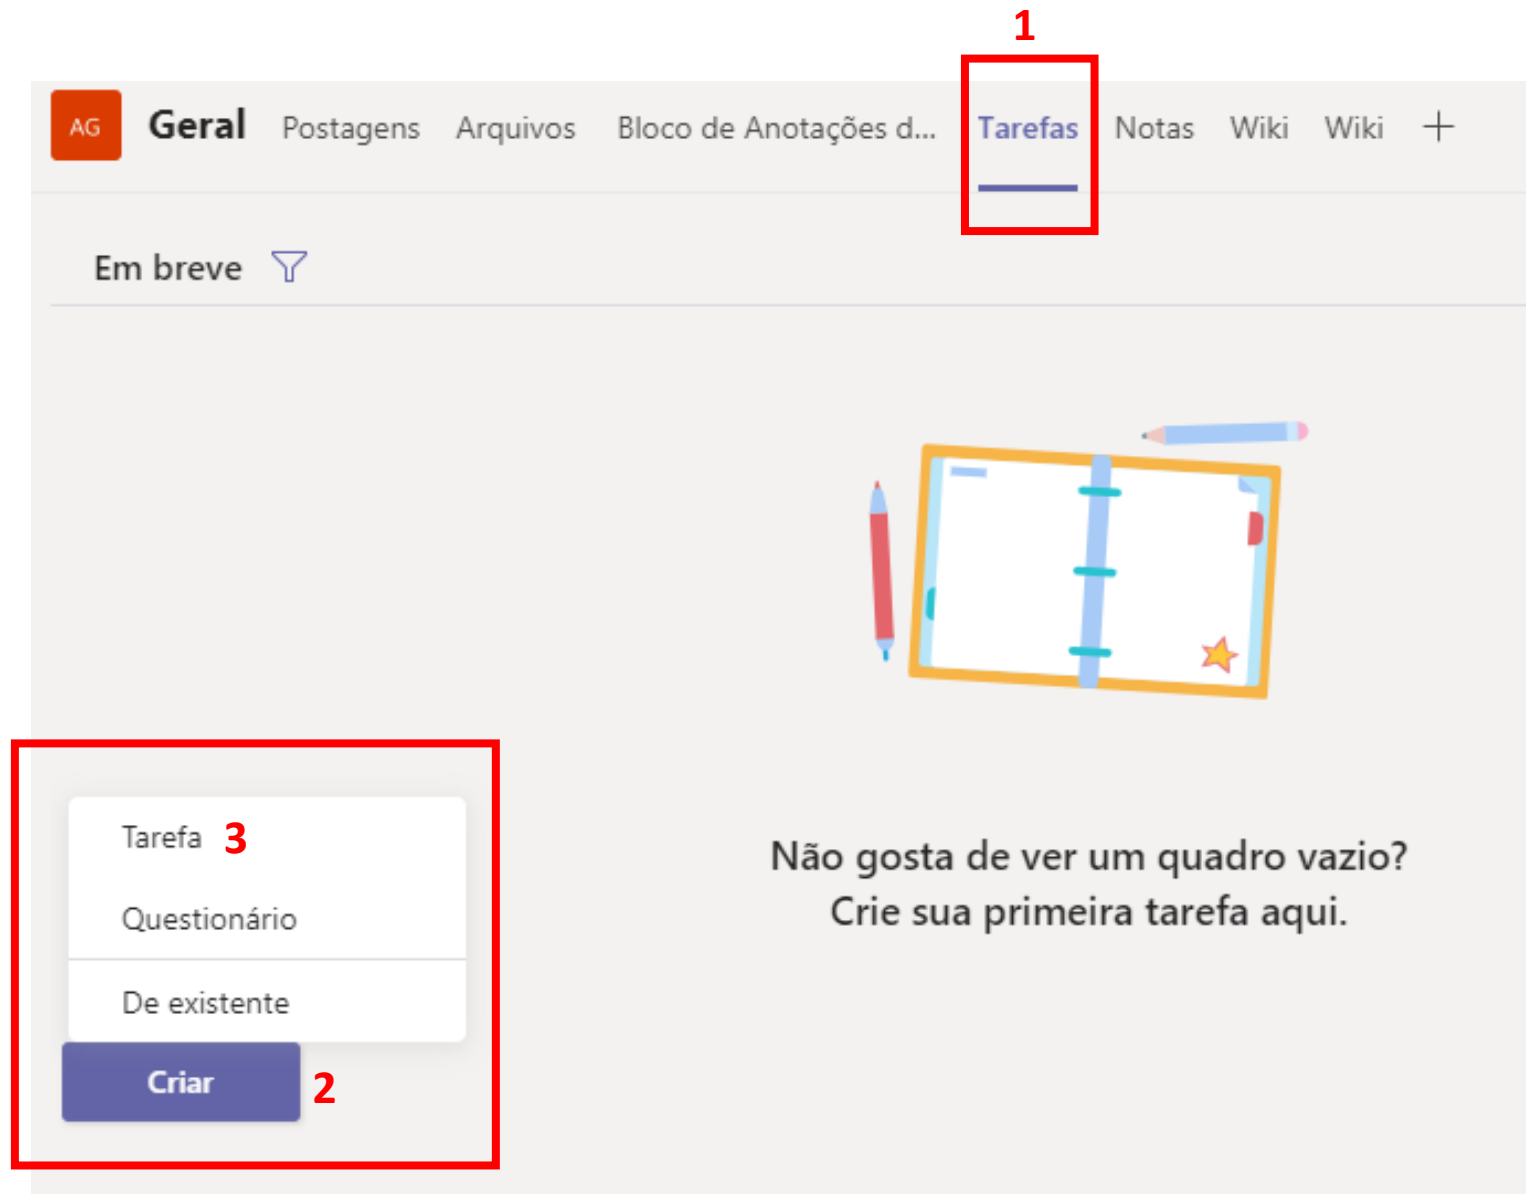 1
AG Geral Postagens Arquivos Bloco de Anotações d... Tarefas Notas Wiki Wiki +
Em breve
Tarefa 3
Questionário
De existente
Criar 2
Não gosta de ver um quadro vazio?
Crie sua primeira tarefa aqui.